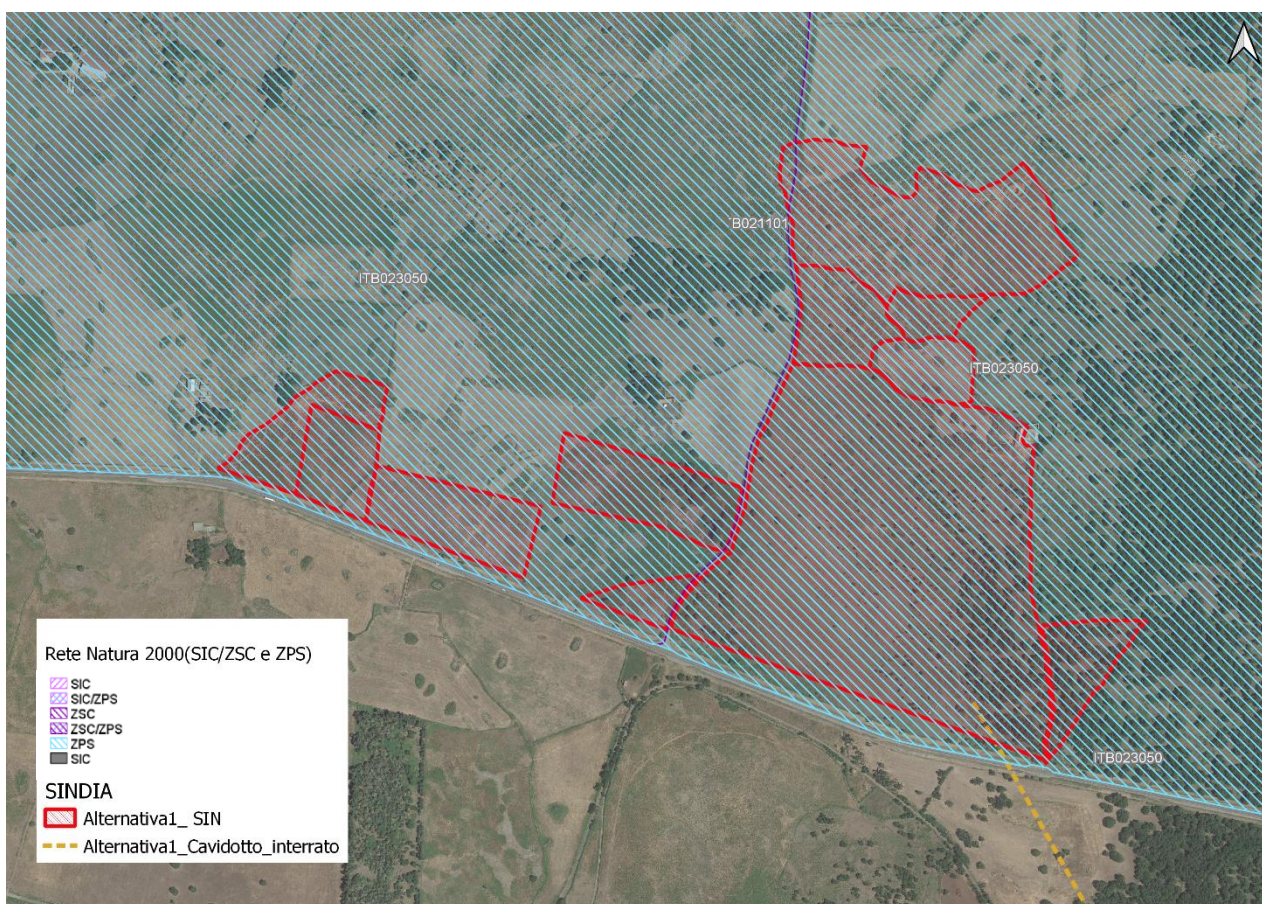 B021101
ITB023050
ITB023050
ITB023050
Rete Natura 2000(SIC/ZSC e ZPS)
SIC
SIC/ZPS
ZSC
ZSC/ZPS
ZPS
SIC
SINDIA
Alternativa1_ SIN
Alternativa1_Cavidotto_interrato